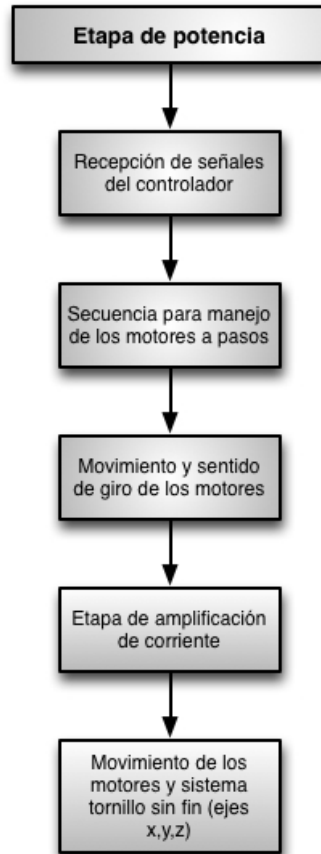 Etapa de potencia
Recepción de señales
del controlador
Secuencia para manejo
de los motores a pasos
Movimiento y sentido
de giro de los motores
Etapa de amplificación
de corriente
Movimiento de los
motores y sistema
tornillo sin fin (ejes
x,y,z)